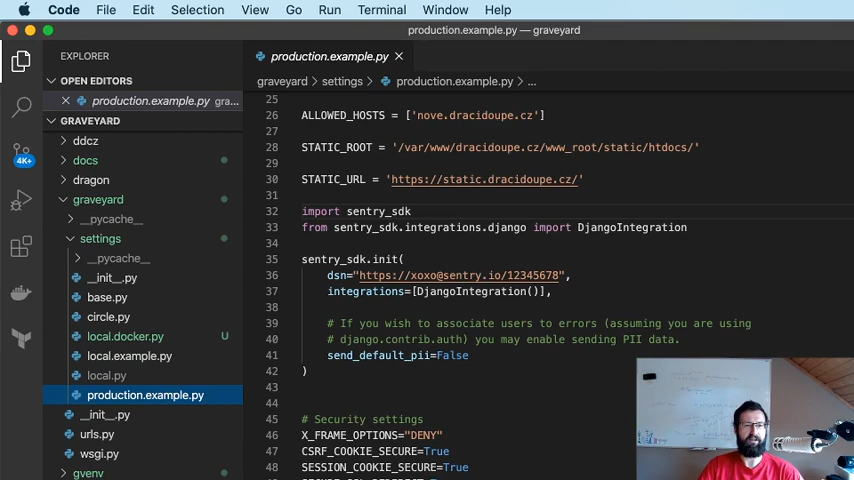 Code File Edit Selection View Go Run Terminal Window Help
production.example.py — graveyard
EXPLORER
OPEN EDITORS
production.example.py gra...
GRAVEYARD
ddcz
docs
dragon
graveyard
__pycache__
settings
__pycache__
__init__.py
base.py
circle.py
local.docker.py U
local.example.py
local.py
production.example.py
__init__.py
urls.py
wsgi.py
gvenv
4K+
production.example.py
graveyard > settings > production.example.py > ...
25
26 ALLOWED_HOSTS = ['nove.dracidoupe.cz']
27
28 STATIC_ROOT = '/var/www/dracidoupe.cz/www_root/static/htdocs/'
29
30 STATIC_URL = 'https://static.dracidoupe.cz/'
31
32 import sentry_sdk
33 from sentry_sdk.integrations.django import DjangoIntegration
34
35 sentry_sdk.init(
36 dsn="https://xoxo@sentry.io/12345678",
37 integrations=[DjangoIntegration()],
38
39 # If you wish to associate users to errors (assuming you are using
40 # django.contrib.auth) you may enable sending PII data.
41 send_default_pii=False
42 )
43
44
45 # Security settings
46 X_FRAME_OPTIONS="DENY"
47 CSRF_COOKIE_SECURE=True
48 SESSION_COOKIE_SECURE=True